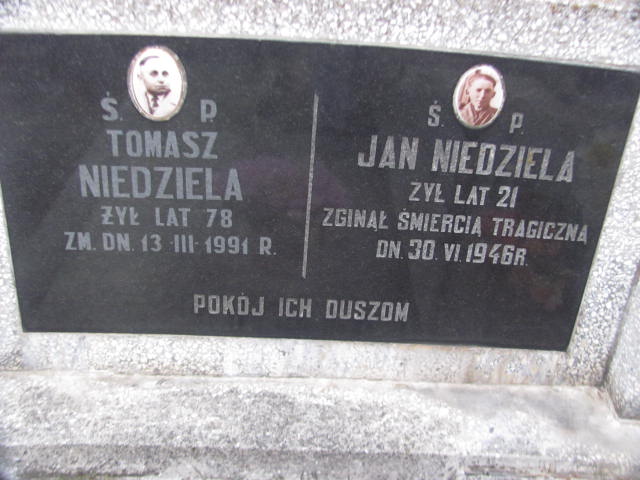 Ś. P.
TOMASZ
NIEDZIELA
ŻYŁ LAT 78
ZM. DN. 13 III 1991 R.
Ś. P.
JAN NIEDZIELA
ŻYŁ LAT 21
ZGINĄŁ ŚMIERCIĄ TRAGICZNĄ
DN. 30. VI. 1946R.
POKÓJ ICH DUSZOM